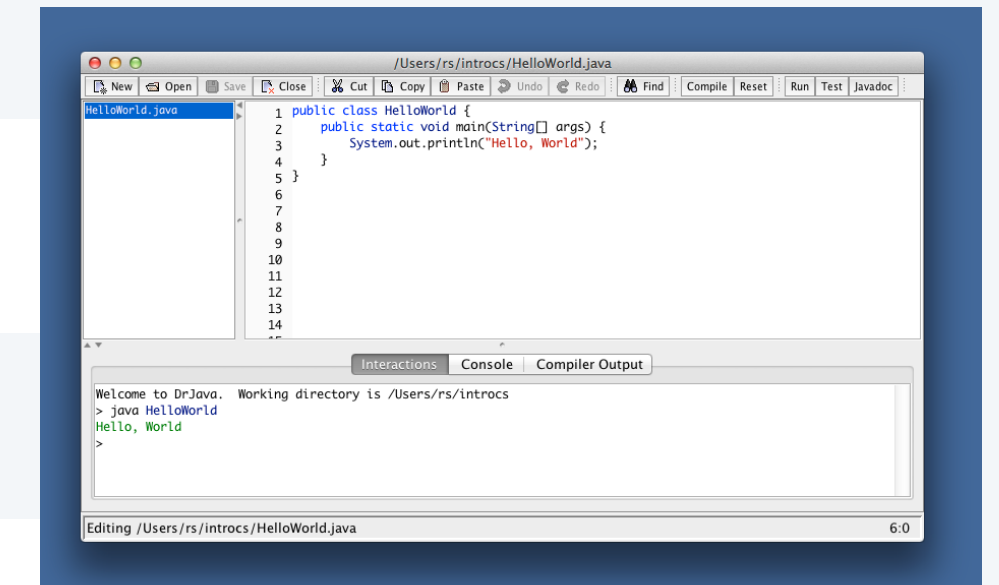 /Users/rs/introcs/HelloWorld.java
New Open Save Close Cut Copy Paste Undo Redo Find Compile Reset Run Test Javadoc
HelloWorld.java
1 public class HelloWorld {
2     public static void main(String[] args) {
3         System.out.println("Hello, World");
4     }
5 }
6
7
8
9
10
11
12
13
14
Interactions Console Compiler Output
Welcome to DrJava.  Working directory is /Users/rs/introcs
> java HelloWorld
Hello, World
>
Editing /Users/rs/introcs/HelloWorld.java 6:0